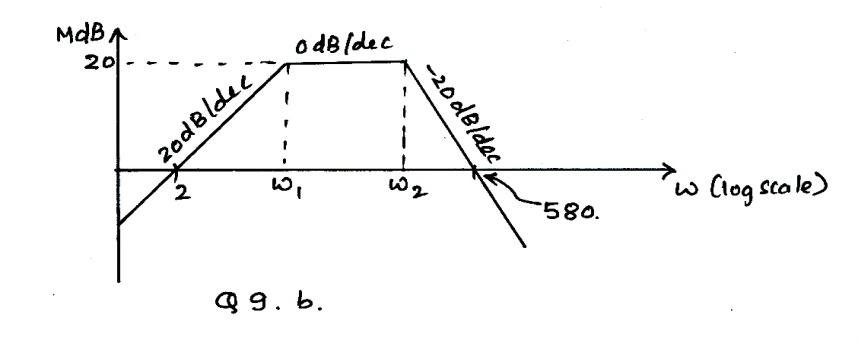 MdB
0dB/dec
20
20dB/dec
-20dB/dec
2
ω1
ω2
ω (log scale)
580.
Q9. b.